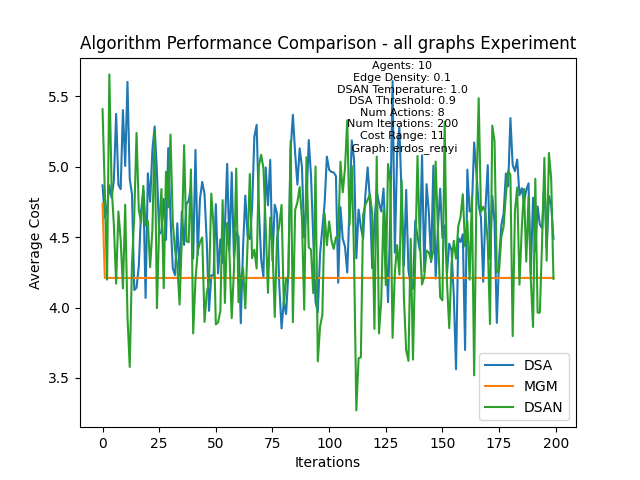 Algorithm Performance Comparison - all graphs Experiment
Agents: 10
Edge Density: 0.1
DSAN Temperature: 1.0
DSA Threshold: 0.9
Num Actions: 8
Num Iterations: 200
Cost Range: 11
Graph: erdos_renyi
Average Cost
5.5
5.0
4.5
4.0
3.5
DSA
MGM
DSAN
0 25 50 75 100 125 150 175 200
Iterations